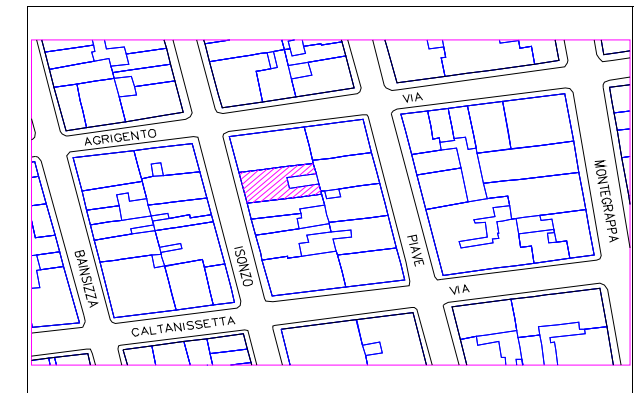 VIA
AGRIGENTO
MONTEGRAPPA
BAINSIZZA
ISONZO
PIAVE
VIA
CALTANISSETTA